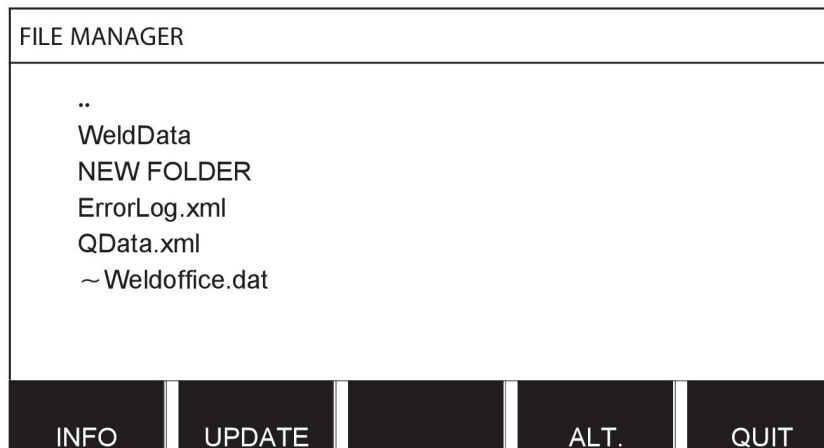 FILE MANAGER
..
WeldData
NEW FOLDER
ErrorLog.xml
QData.xml
~Weldoffice.dat
INFO UPDATE ALT. QUIT